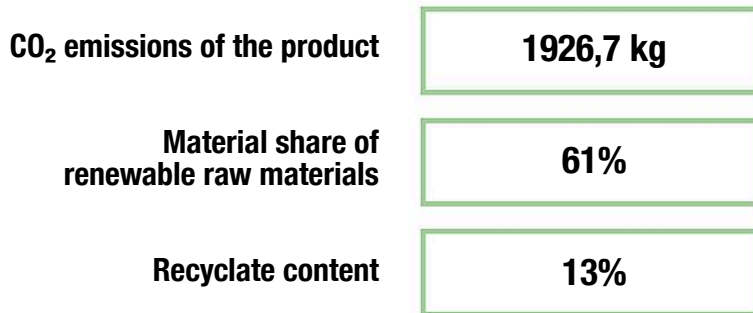 CO₂ emissions of the product
1926,7 kg
Material share of
renewable raw materials
61%
Recyclate content
13%